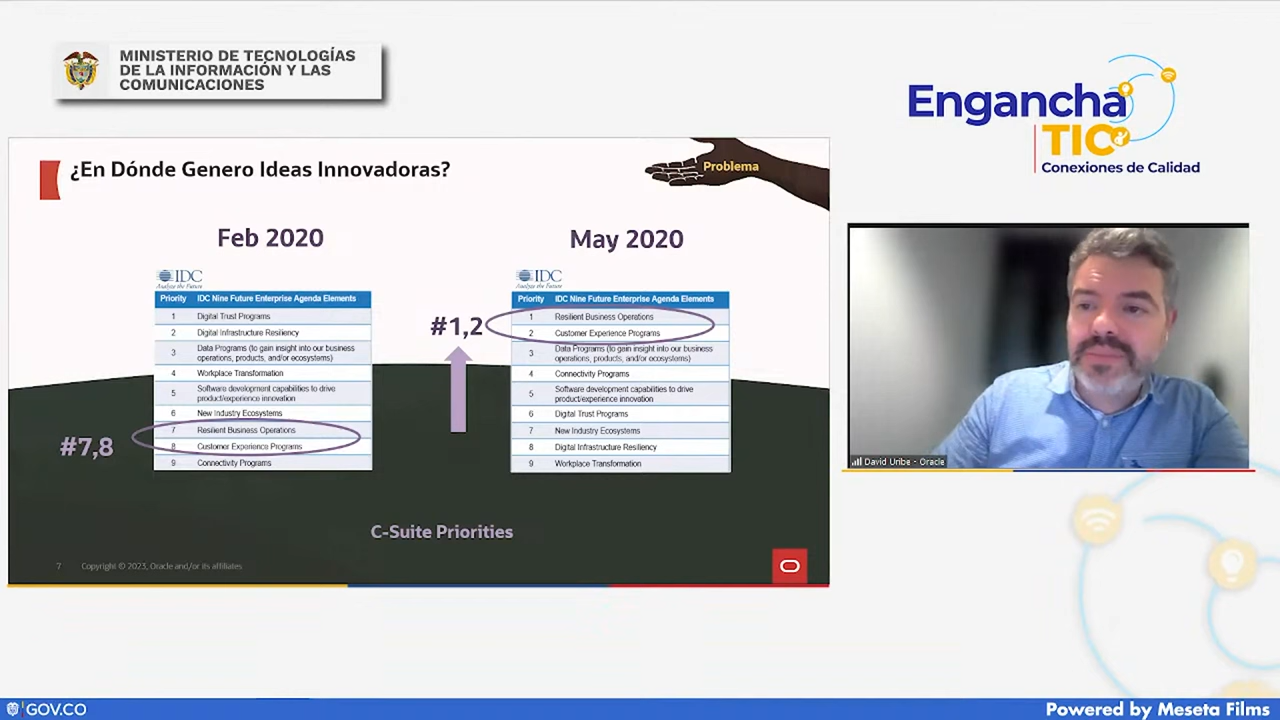 MINISTERIO DE TECNOLOGÍAS
DE LA INFORMACIÓN Y LAS
COMUNICACIONES
Engancha
TIC
Conexiones de Calidad
¿En Dónde Genero Ideas Innovadoras?
Problema
Feb 2020
IDC
Analyze the Future
Priority IDC Nine Future Enterprise Agenda Elements
1 Digital Trust Programs
2 Digital Infrastructure Resiliency
3 Data Programs (to gain insight into our business
operations, products, and/or ecosystems)
4 Workplace Transformation
5 Software development capabilities to drive
product/experience innovation
6 New Industry Ecosystems
7 Resilient Business Operations
8 Customer Experience Programs
9 Connectivity Programs
#7,8
May 2020
IDC
Analyze the Future
Priority IDC Nine Future Enterprise Agenda Elements
1 Resilient Business Operations
2 Customer Experience Programs
3 Data Programs (to gain insight into our business
operations, products, and/or ecosystems)
4 Connectivity Programs
5 Software development capabilities to drive
product/experience innovation
6 Digital Trust Programs
7 New Industry Ecosystems
8 Digital Infrastructure Resiliency
9 Workplace Transformation
#1,2
C-Suite Priorities
7 Copyright © 2023, Oracle and/or its affiliates
David Uribe - Oracle
GOV.CO
Powered by Meseta Films